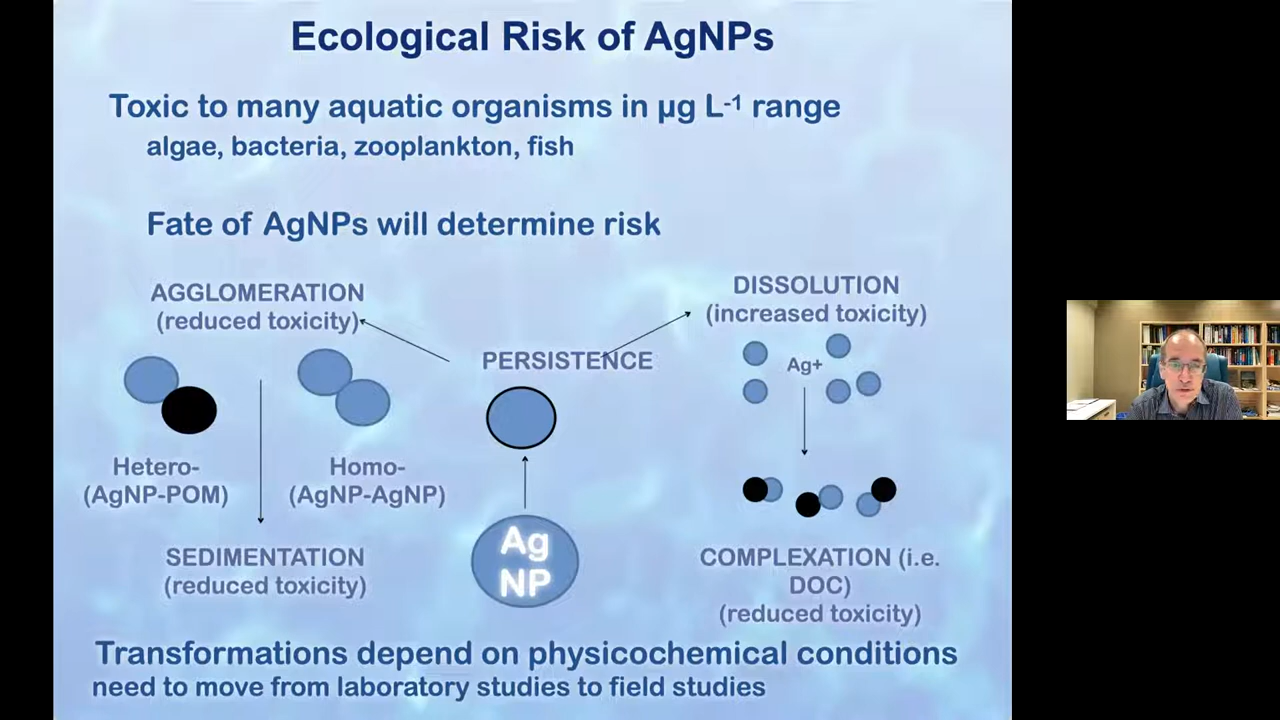 Ecological Risk of AgNPs
Toxic to many aquatic organisms in µg L-1 range
algae, bacteria, zooplankton, fish
Fate of AgNPs will determine risk
AGGLOMERATION
(reduced toxicity)
DISSOLUTION
(increased toxicity)
PERSISTENCE
Ag+
Hetero-
(AgNP-POM)
Homo-
(AgNP-AgNP)
Ag
NP
SEDIMENTATION
(reduced toxicity)
COMPLEXATION (i.e.
DOC)
(reduced toxicity)
Transformations depend on physicochemical conditions
need to move from laboratory studies to field studies